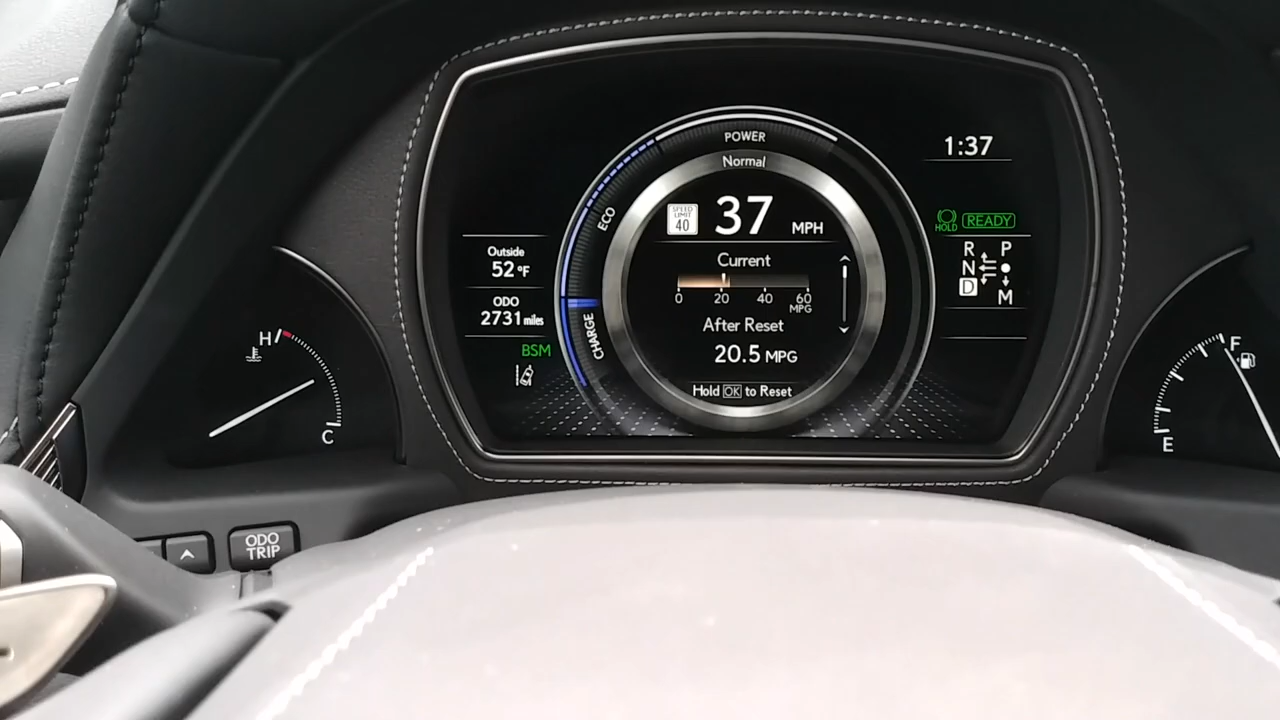 POWER
Normal
ECO
CHARGE
SPEED
LIMIT
40
37 MPH
Current
0 20 40 60
MPG
After Reset
20.5 MPG
Hold OK to Reset
Outside
52 °F
ODO
2731 miles
BSM
1:37
HOLD
READY
R P
N
D M
H
C
F
E
ODO
TRIP